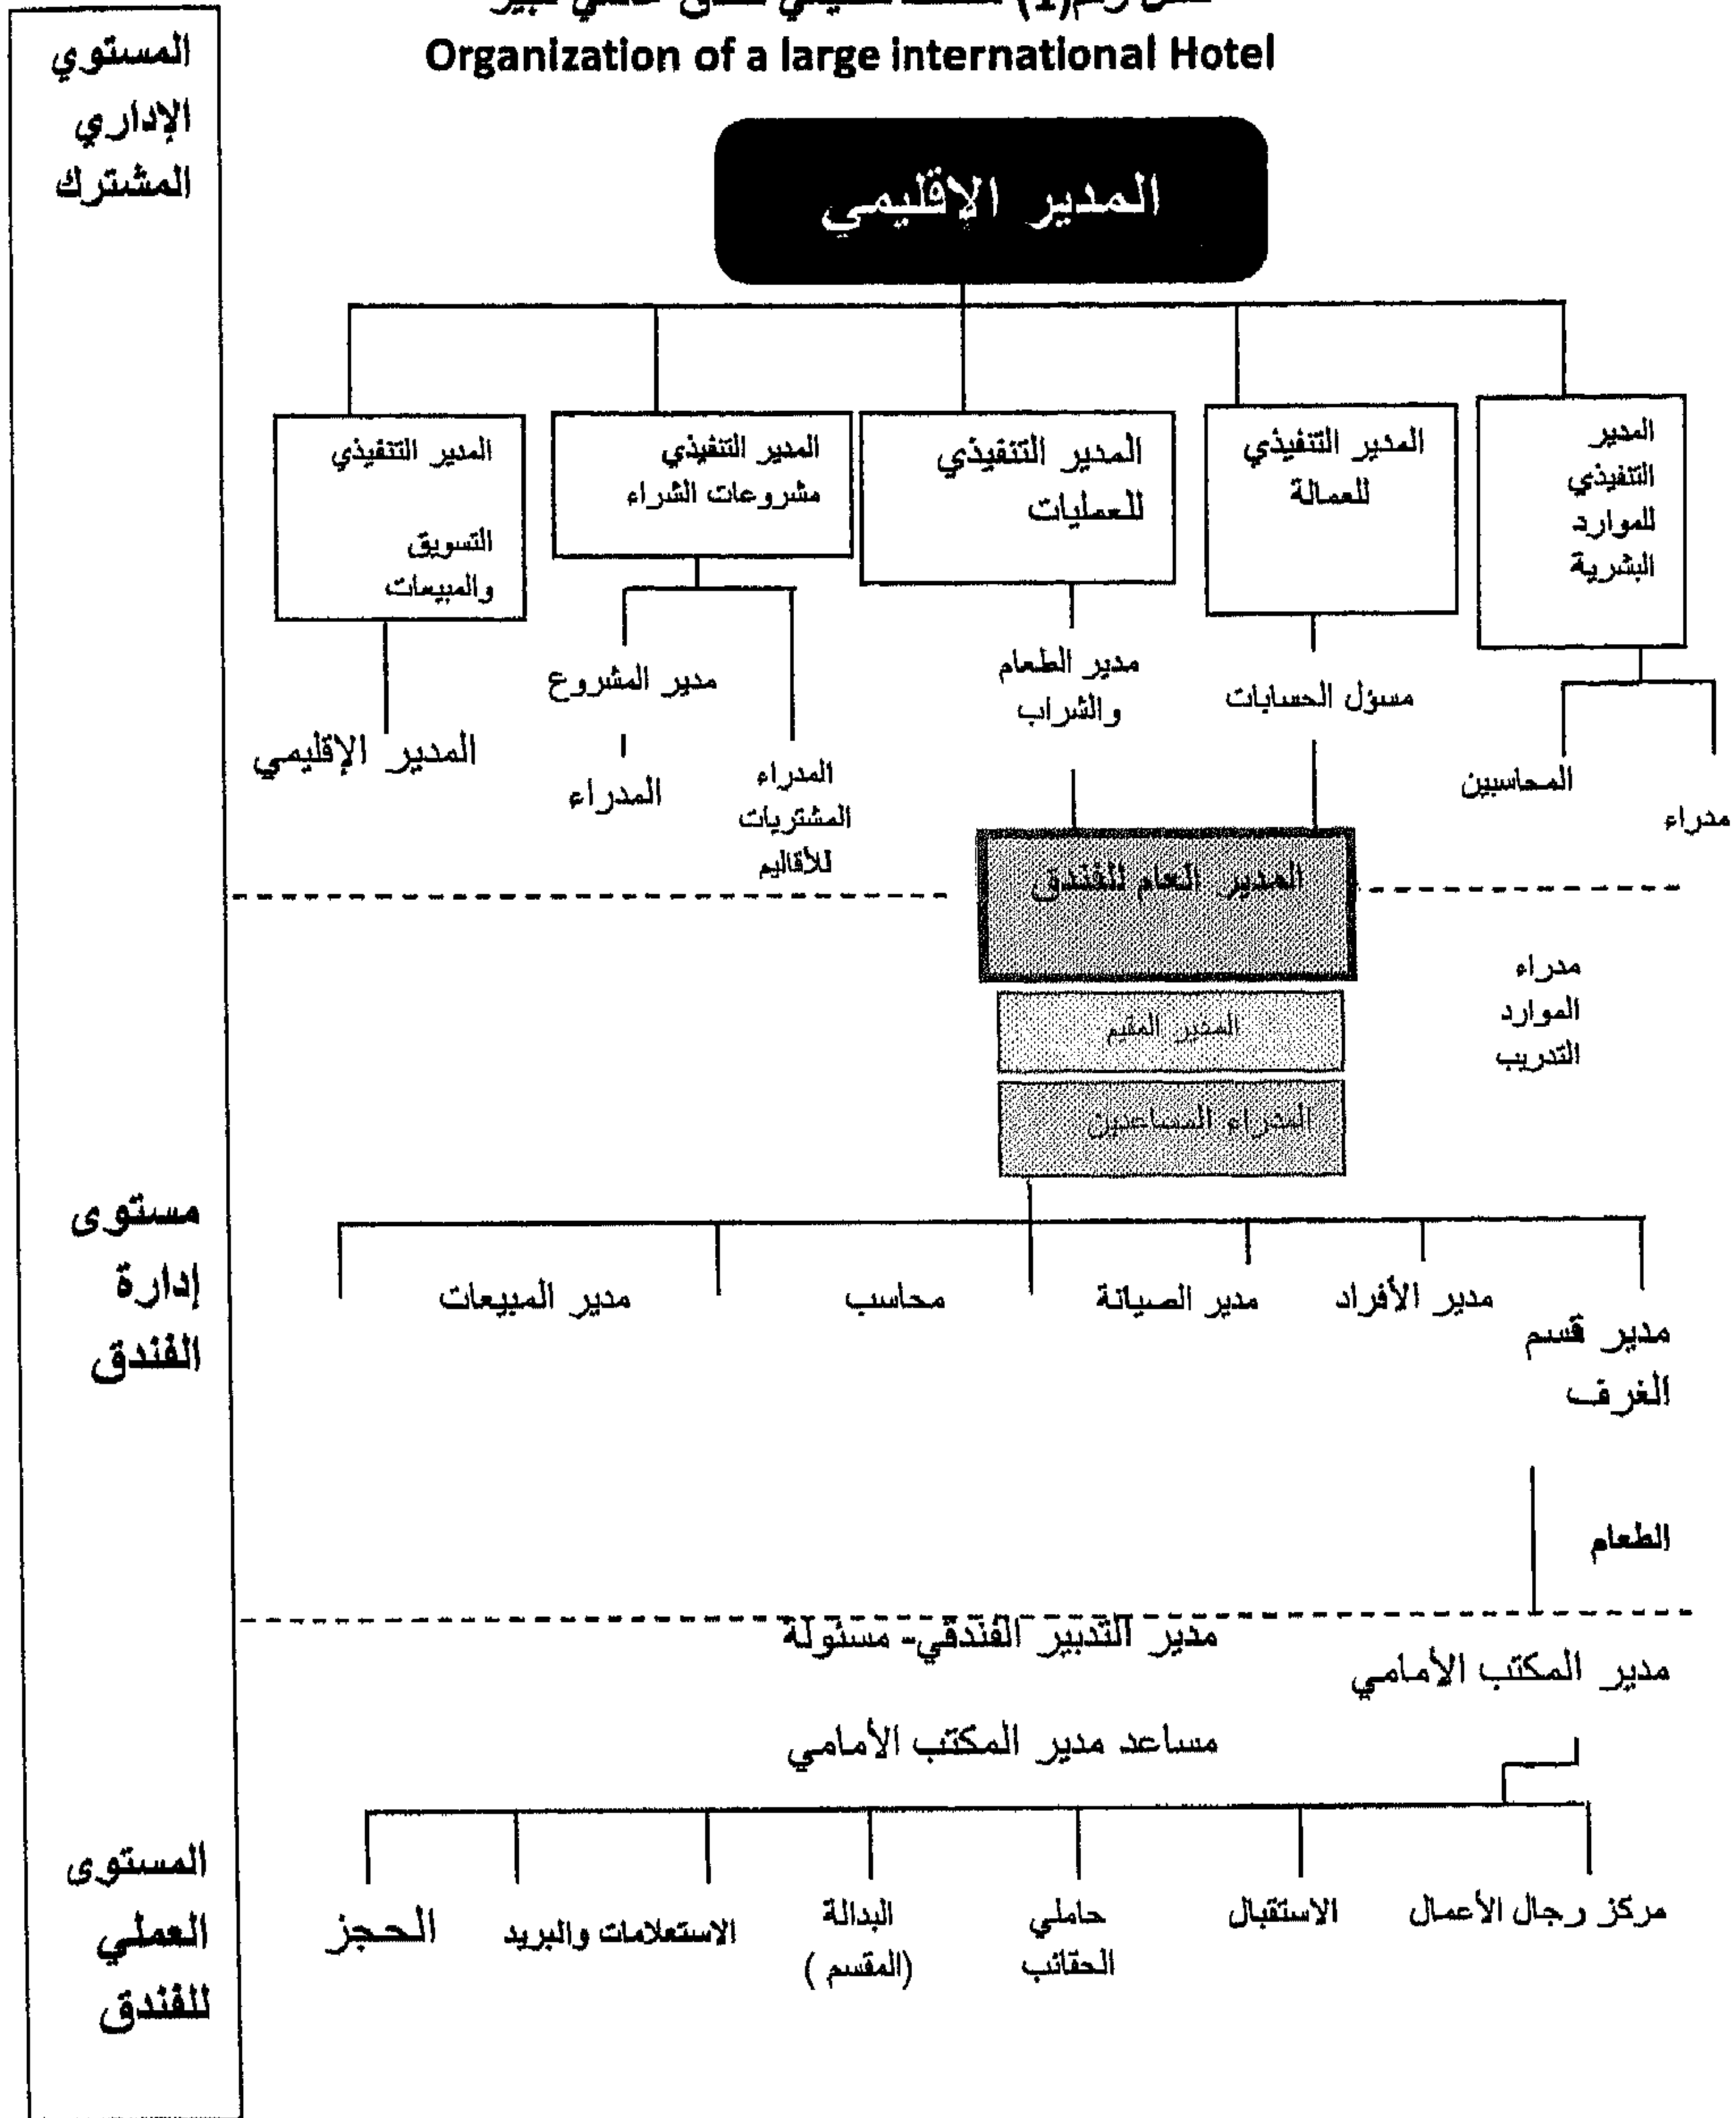 (1)
Organization of a large international Hotel
المستوي
الإداري
المشترك
المدير الإقليمي
المدير
التنفيذي
للموارد
البشرية
المدير التنفيذي
للعمالة
المدير التنفيذي
للعمليات
المدير التنفيذي
مشروعات الشراء
المدير التنفيذي
التسويق
والمبيعات
مدراء
المحاسبين
مسؤل الحسابات
مدير الطعام
والشراب
مدير المشروع
المدراء
المشتريات
للأقاليم
المدراء
المدير الإقليمي
المدير العام للفندق
المدير المقيم
المدراء المساعدين
مدراء
الموارد
التدريب
مستوى
إدارة
الفندق
مدير قسم
الغرف
مدير الأفراد
مدير الصيانة
محاسب
مدير المبيعات
الطعام
مدير التدبير الفندقي- مسئولة
مدير المكتب الأمامي
مساعد مدير المكتب الأمامي
المستوى
العملي
للفندق
مركز رجال الأعمال
الاستقبال
حاملي
الحقائب
البدالة
(المقسم )
الاستعلامات والبريد
الحجز